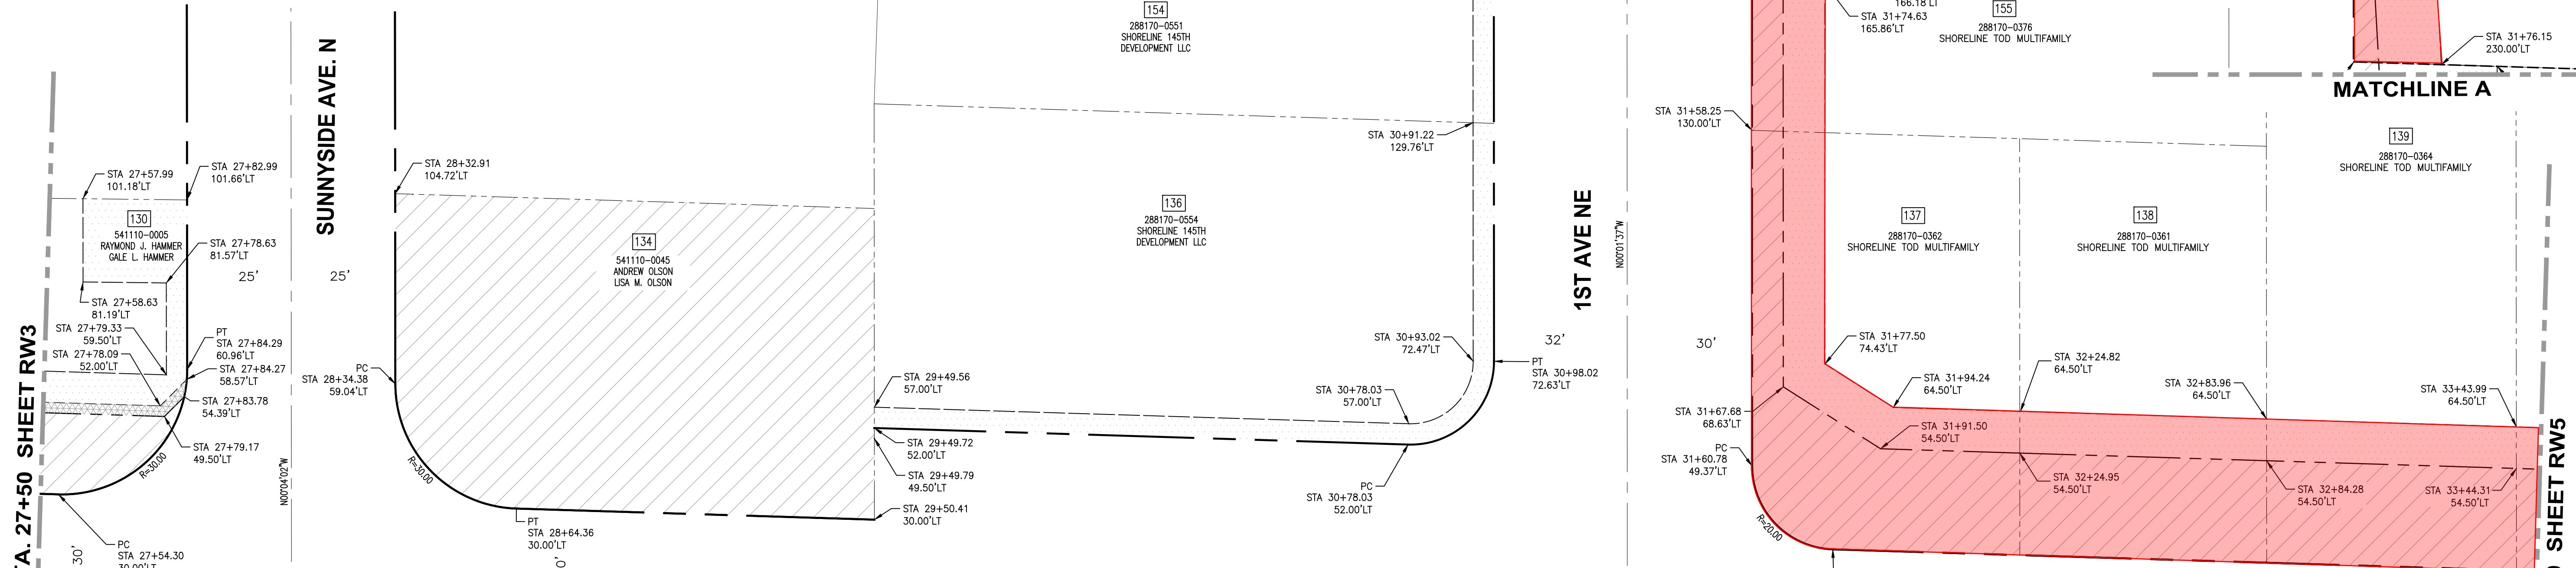 154
288170-0551
SHORELINE 145TH
DEVELOPMENT LLC
166.18'LT
STA 31+74.63
165.86'LT
155
288170-0376
SHORELINE TOD MULTIFAMILY
STA 31+76.15
230.00'LT
MATCHLINE A
SUNNYSIDE AVE. N
STA 31+58.25
130.00'LT
STA 30+91.22
129.76'LT
139
288170-0364
SHORELINE TOD MULTIFAMILY
STA 27+57.99
101.18'LT
STA 27+82.99
101.66'LT
STA 28+32.91
104.72'LT
130
541110-0005
RAYMOND J. HAMMER
GALE L. HAMMER
STA 27+78.63
81.57'LT
25'
25'
134
541110-0045
ANDREW OLSON
LISA M. OLSON
136
288170-0554
SHORELINE 145TH
DEVELOPMENT LLC
1ST AVE NE
N00°01'37"W
137
288170-0362
SHORELINE TOD MULTIFAMILY
138
288170-0361
SHORELINE TOD MULTIFAMILY
STA 27+58.63
81.19'LT
STA 27+79.33
59.50'LT
STA 27+78.09
52.00'LT
PT
STA 27+84.29
60.96'LT
STA 27+84.27
58.57'LT
STA 27+83.78
54.39'LT
STA 27+79.17
49.50'LT
R=30.00
N00°04'02"W
PC
STA 28+34.38
59.04'LT
R=30.00
PT
STA 28+64.36
30.00'LT
STA 29+49.56
57.00'LT
STA 29+49.72
52.00'LT
STA 29+49.79
49.50'LT
STA 29+50.41
30.00'LT
STA 30+93.02
72.47'LT
STA 30+78.03
57.00'LT
PC
STA 30+78.03
52.00'LT
32'
PT
STA 30+98.02
72.63'LT
30'
STA 31+77.50
74.43'LT
STA 31+94.24
64.50'LT
STA 32+24.82
64.50'LT
STA 32+83.96
64.50'LT
STA 33+43.99
64.50'LT
STA 31+67.68
68.63'LT
PC
STA 31+60.78
49.37'LT
STA 31+91.50
54.50'LT
STA 32+24.95
54.50'LT
STA 32+84.28
54.50'LT
STA 33+44.31
54.50'LT
R=20.00
SHEET RW5
TA. 27+50 SHEET RW3
PC
STA 27+54.30
30.00'LT
30'